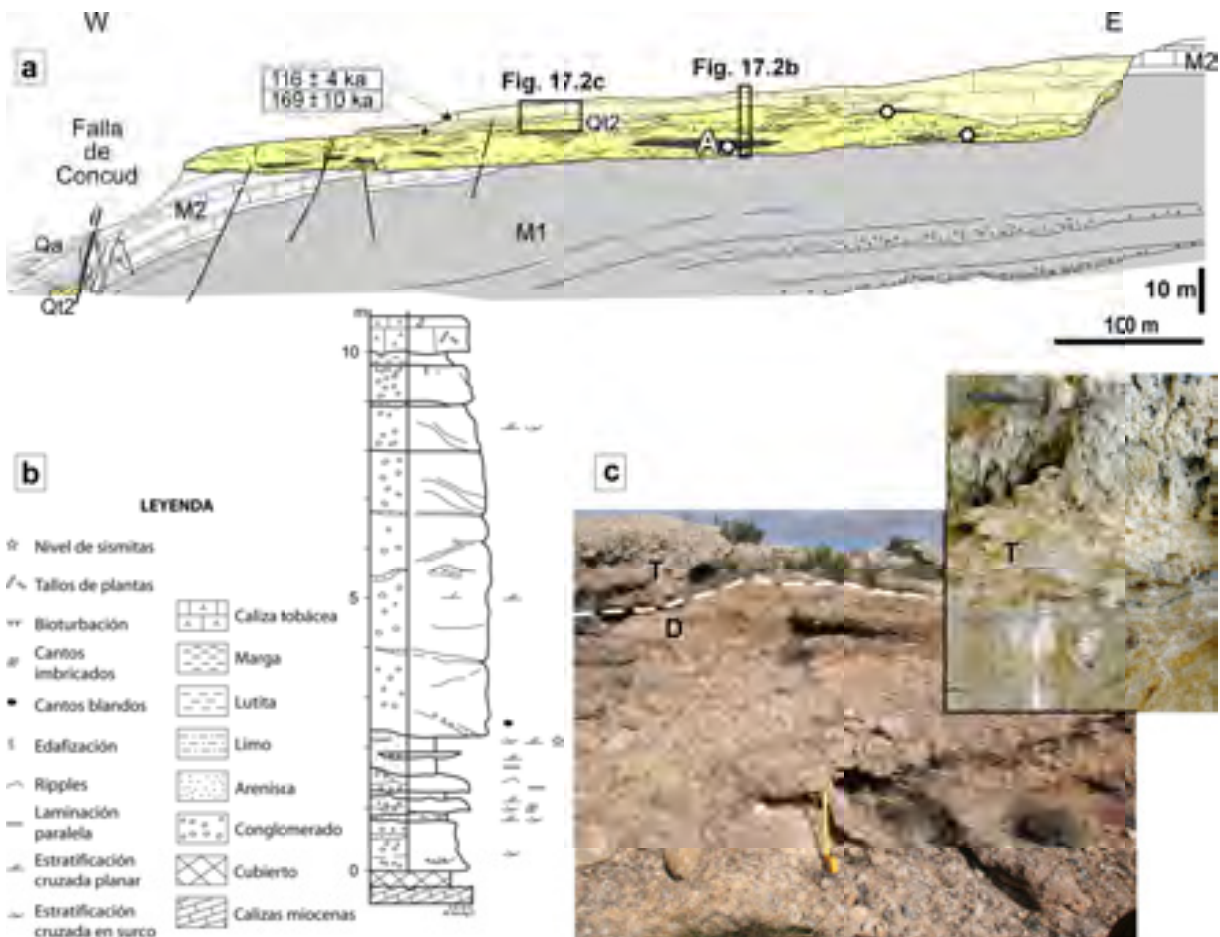 W
E
a
116 ± 4 ka
169 ± 10 ka
Fig. 17.2c
Fig. 17.2b
M2
Falla
de
Concud
Qt2
A
M2
M1
Qa
Qt2
10 m
100 m
m
10
5
0
b
LEYENDA
Nivel de sismitas
Tallos de plantas
Bioturbación
Cantos
imbricados
Cantos blandos
Edafización
Ripples
Laminación
paralela
Estratificación
cruzada planar
Estratificación
cruzada en surco
Caliza tobácea
Marga
Lutita
Limo
Arenisca
Conglomerado
Cubierto
Calizas miocenas
c
T
D
T